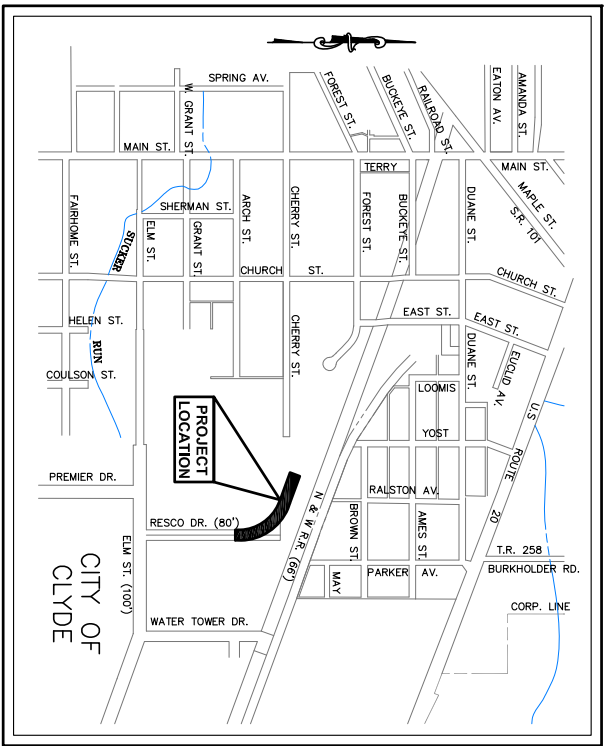 SPRING AV.
W. GRANT ST.
MAIN ST.
FOREST ST.
BUCKEYE ST.
RAILROAD ST.
EATON AV.
AMANDA ST.
MAIN ST.
MAPLE ST.
S.R. 101
TERRY
SHERMAN ST.
FAIRHOME ST.
SUCKER
ELM ST.
GRANT ST.
ARCH ST.
CHERRY ST.
FOREST ST.
BUCKEYE ST.
DUANE ST.
CHURCH
ST.
CHURCH ST.
HELEN ST.
RUN
COULSON ST.
CHERRY ST.
EAST ST.
EAST ST.
DUANE ST.
EUCLID AV.
LOOMIS
YOST
U.S
ROUTE
20
PROJECT
LOCATION
PREMIER DR.
RESCO DR. (80')
N & W R.R. (66')
RALSTON AV.
BROWN ST.
AMES ST.
T.R. 258
BURKHOLDER RD.
PARKER AV.
MAY
CORP. LINE
ELM ST. (100')
WATER TOWER DR.
CITY OF
CLYDE